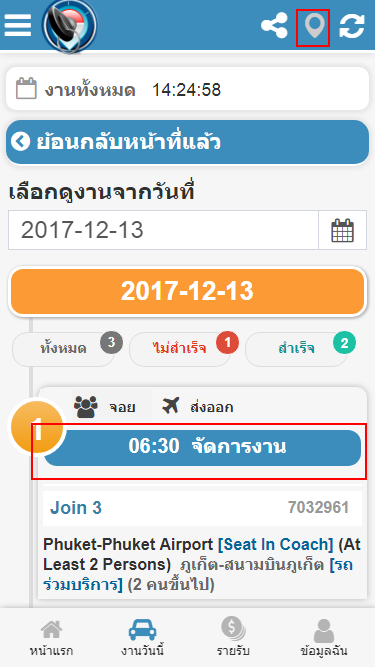 งานทั้งหมด 14:24:58
ย้อนกลับหน้าที่แล้ว
เลือกดูงานจากวันที่
2017-12-13
2017-12-13
ทั้งหมด 3 ไม่สำเร็จ 1 สำเร็จ 2
จอย ส่งออก
1
06:30 จัดการงาน
Join 3 7032961
Phuket-Phuket Airport [Seat In Coach] (At
Least 2 Persons) ภูเก็ต-สนามบินภูเก็ต [รถ
ร่วมบริการ] (2 คนขึ้นไป)
หน้าแรก งานวันนี้ รายรับ ข้อมูลฉัน